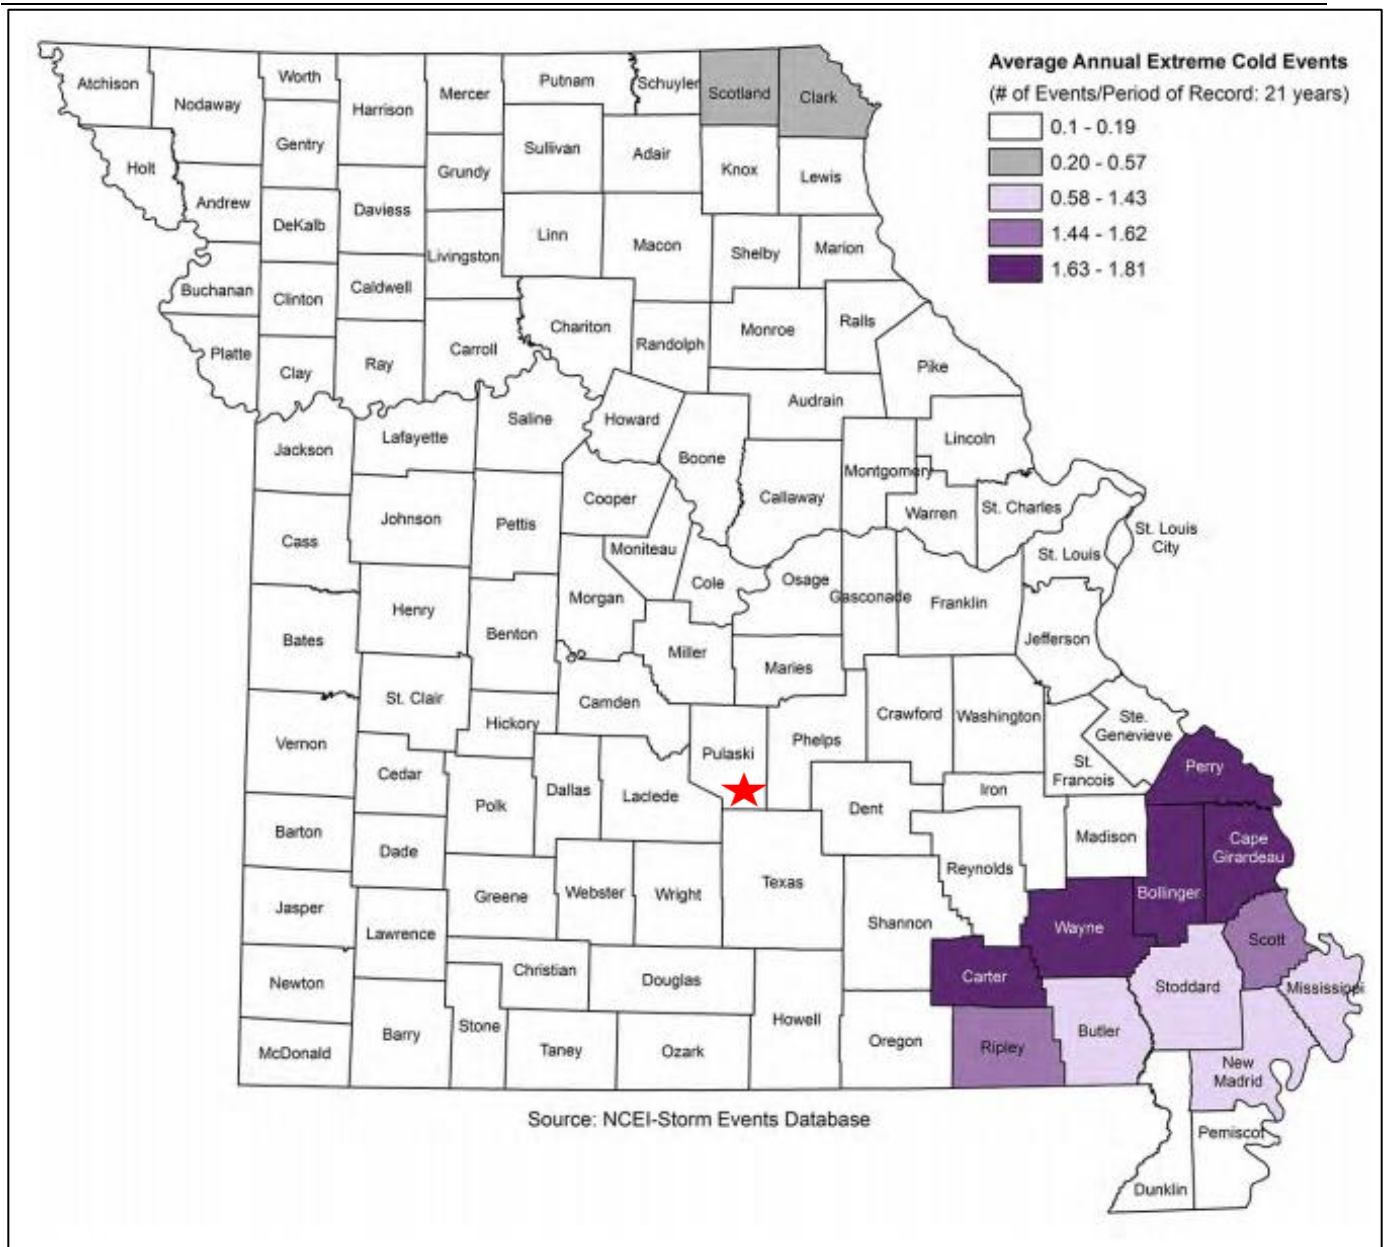 Average Annual Extreme Cold Events
(# of Events/Period of Record: 21 years)
0.1 - 0.19
0.20 - 0.57
0.58 - 1.43
1.44 - 1.62
1.63 - 1.81
Atchison
Nodaway
Worth
Harrison
Mercer
Putnam
Schuyler
Scotland
Clark
Holt
Gentry
Grundy
Sullivan
Adair
Knox
Lewis
Andrew
DeKalb
Daviess
Livingston
Linn
Macon
Shelby
Marion
Buchanan
Clinton
Caldwell
Chariton
Randolph
Monroe
Ralls
Platte
Clay
Ray
Carroll
Pike
Audrain
Jackson
Lafayette
Saline
Howard
Boone
Lincoln
Montgomery
Callaway
Cooper
Warren
St. Charles
Cass
Johnson
Pettis
Moniteau
St. Louis
St. Louis
City
Cole
Osage
Gasconade
Franklin
Morgan
Henry
Benton
Bates
Miller
Maries
Jefferson
St. Clair
Camden
Hickory
Crawford
Washington
Ste.
Genevieve
Vernon
Pulaski
Phelps
St.
Francois
Perry
Cedar
Polk
Dallas
Laclede
Dent
Iron
Barton
Dade
Madison
Cape
Girardeau
Greene
Webster
Wright
Texas
Reynolds
Bollinger
Jasper
Lawrence
Shannon
Wayne
Scott
Newton
Christian
Douglas
Carter
Stoddard
Mississippi
McDonald
Barry
Stone
Taney
Ozark
Howell
Oregon
Ripley
Butler
New
Madrid
Source: NCEI-Storm Events Database
Pemiscot
Dunklin